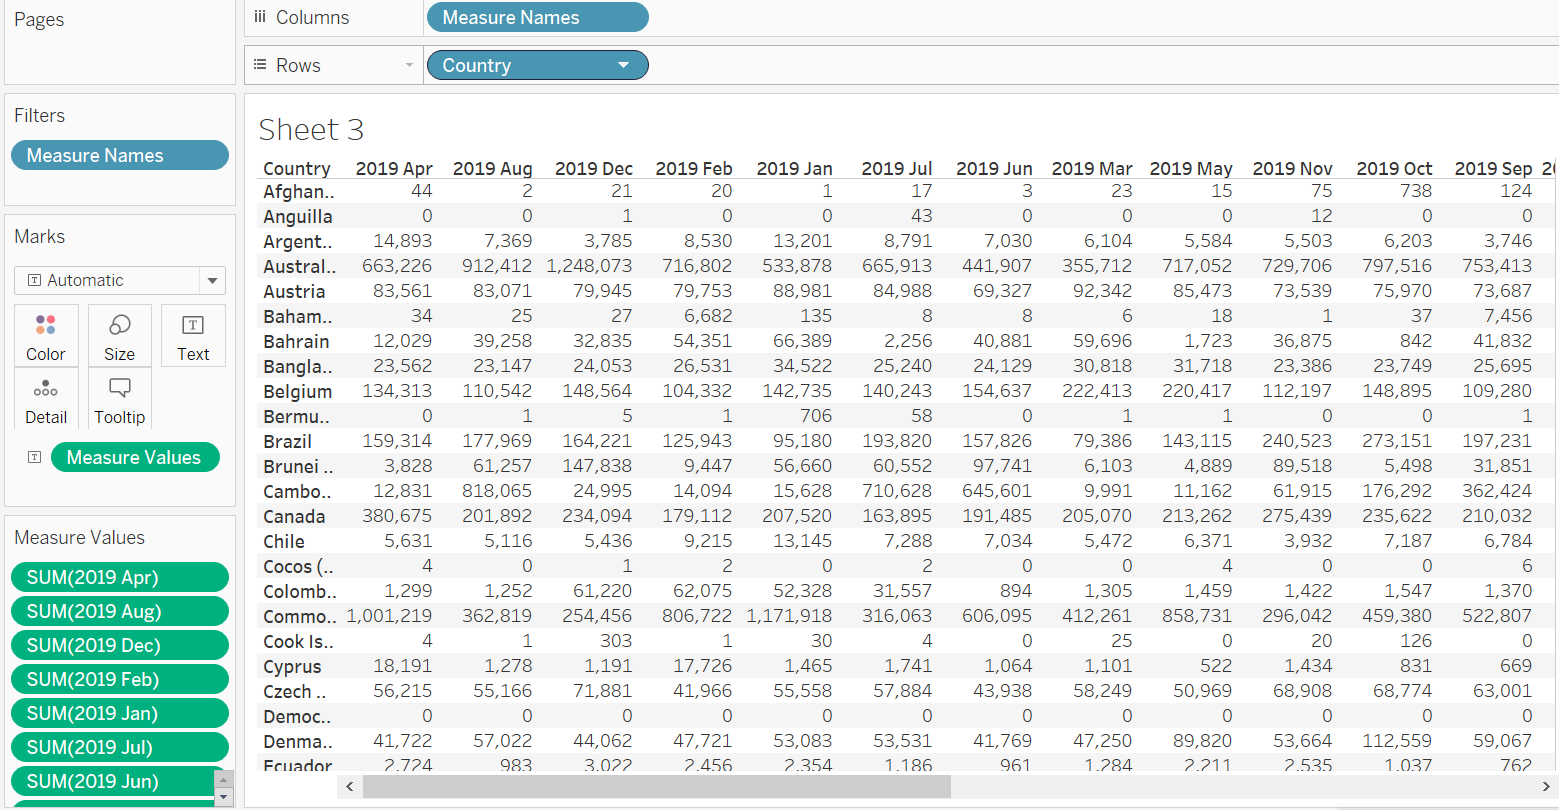 Pages
Columns
Measure Names
Rows
Country
Filters
Measure Names
Marks
Automatic
Color
Size
Text
Detail
Tooltip
Measure Values
Measure Values
SUM(2019 Apr)
SUM(2019 Aug)
SUM(2019 Dec)
SUM(2019 Feb)
SUM(2019 Jan)
SUM(2019 Jul)
SUM(2019 Jun)
Sheet 3
Country 2019 Apr 2019 Aug 2019 Dec 2019 Feb 2019 Jan 2019 Jul 2019 Jun 2019 Mar 2019 May 2019 Nov 2019 Oct 2019 Sep
Afghan.. 44 2 21 20 1 17 3 23 15 75 738 124
Anguilla 0 0 1 0 0 43 0 0 0 12 0 0
Argent.. 14,893 7,369 3,785 8,530 13,201 8,791 7,030 6,104 5,584 5,503 6,203 3,746
Austral.. 663,226 912,412 1,248,073 716,802 533,878 665,913 441,907 355,712 717,052 729,706 797,516 753,413
Austria 83,561 83,071 79,945 79,753 88,981 84,988 69,327 92,342 85,473 73,539 75,970 73,687
Baham.. 34 25 27 6,682 135 8 8 6 18 1 37 7,456
Bahrain 12,029 39,258 32,835 54,351 66,389 2,256 40,881 59,696 1,723 36,875 842 41,832
Bangla.. 23,562 23,147 24,053 26,531 34,522 25,240 24,129 30,818 31,718 23,386 23,749 25,695
Belgium 134,313 110,542 148,564 104,332 142,735 140,243 154,637 222,413 220,417 112,197 148,895 109,280
Bermu.. 0 1 5 1 706 58 0 1 1 0 0 1
Brazil 159,314 177,969 164,221 125,943 95,180 193,820 157,826 79,386 143,115 240,523 273,151 197,231
Brunei .. 3,828 61,257 147,838 9,447 56,660 60,552 97,741 6,103 4,889 89,518 5,498 31,851
Cambo.. 12,831 818,065 24,995 14,094 15,628 710,628 645,601 9,991 11,162 61,915 176,292 362,424
Canada 380,675 201,892 234,094 179,112 207,520 163,895 191,485 205,070 213,262 275,439 235,622 210,032
Chile 5,631 5,116 5,436 9,215 13,145 7,288 7,034 5,472 6,371 3,932 7,187 6,784
Cocos (.. 4 0 1 2 0 2 0 0 4 0 0 6
Colomb.. 1,299 1,252 61,220 62,075 52,328 31,557 894 1,305 1,459 1,422 1,547 1,370
Commo.. 1,001,219 362,819 254,456 806,722 1,171,918 316,063 606,095 412,261 858,731 296,042 459,380 522,807
Cook Is.. 4 1 303 1 30 4 0 25 0 20 126 0
Cyprus 18,191 1,278 1,191 17,726 1,465 1,741 1,064 1,101 522 1,434 831 669
Czech .. 56,215 55,166 71,881 41,966 55,558 57,884 43,938 58,249 50,969 68,908 68,774 63,001
Democ.. 0 0 0 0 0 0 0 0 0 0 0 0
Denma.. 41,722 57,022 44,062 47,721 53,083 53,531 41,769 47,250 89,820 53,664 112,559 59,067
Ecuador 2,724 983 3,022 2,456 2,354 1,186 961 1,284 2,211 2,535 1,037 762